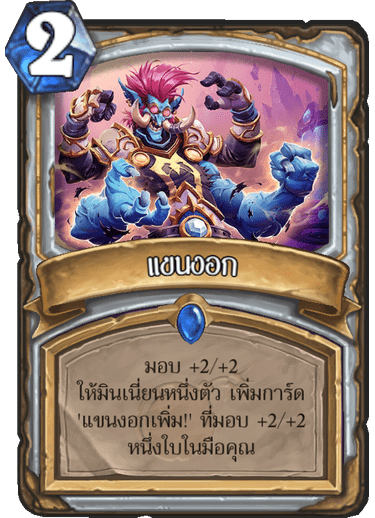 2
แขนงอก
มอบ +2/+2
ให้มินเนี่ยนหนึ่งตัว เพิ่มการ์ด
'แขนงอกเพิ่ม!' ที่มอบ +2/+2
หนึ่งใบในมือคุณ